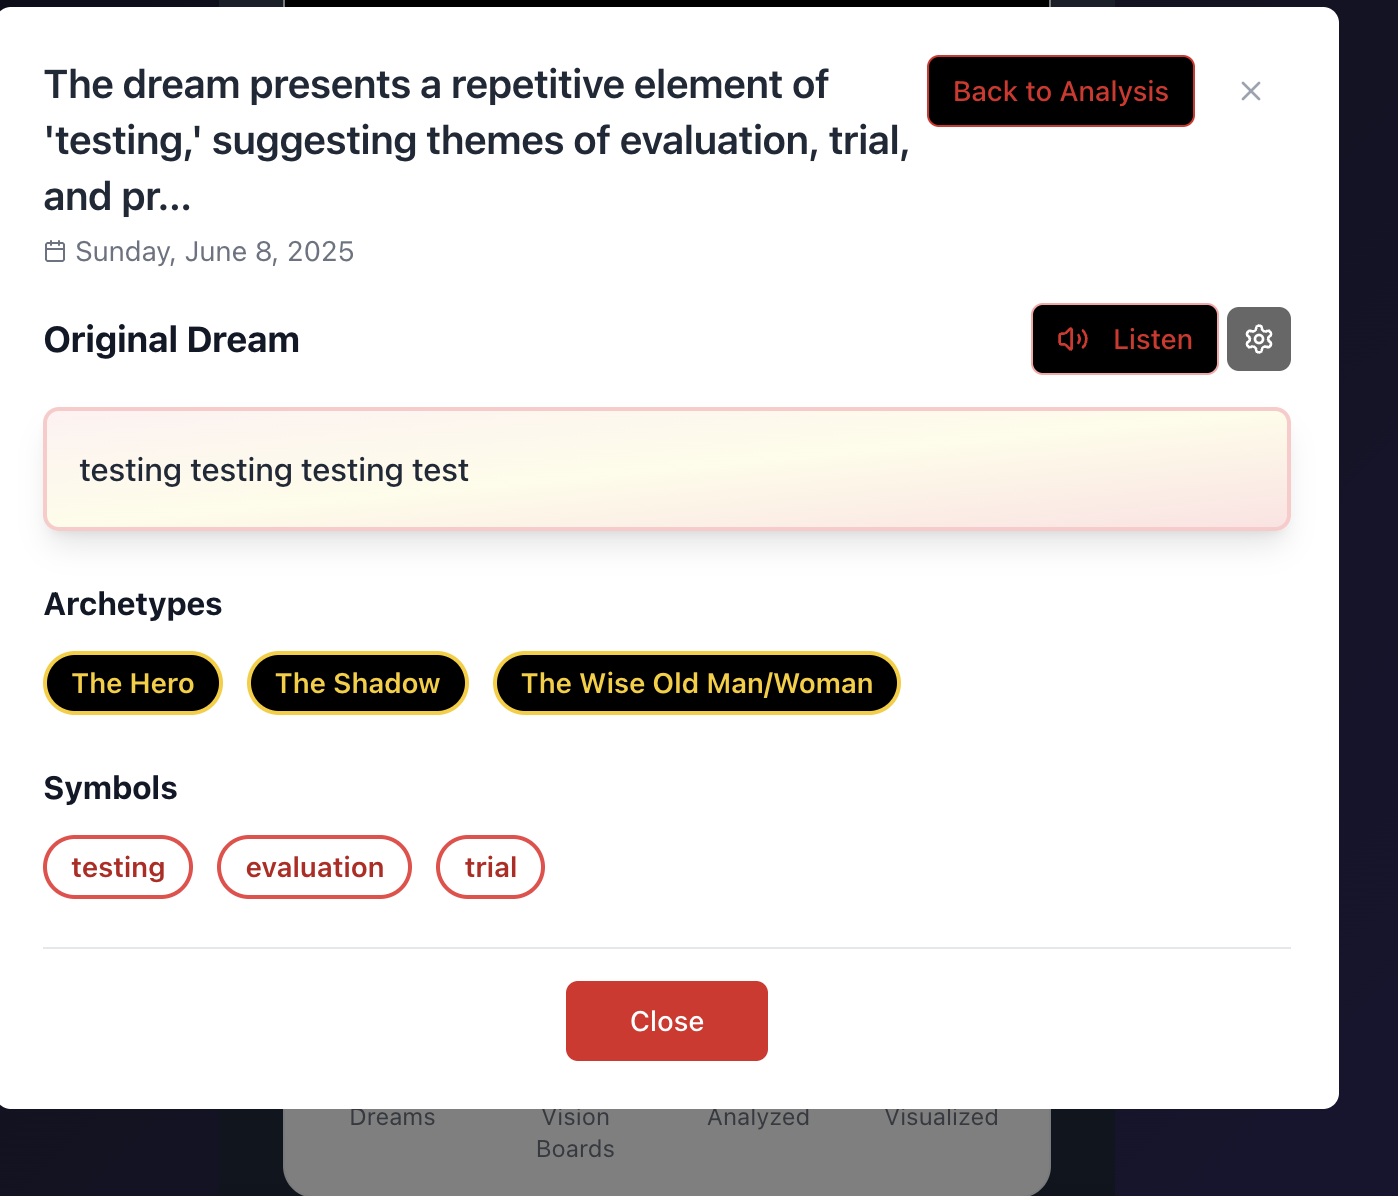 The dream presents a repetitive element of
'testing,' suggesting themes of evaluation, trial,
and pr...
Back to Analysis
Sunday, June 8, 2025
Original Dream
Listen
testing testing testing test
Archetypes
The Hero
The Shadow
The Wise Old Man/Woman
Symbols
testing
evaluation
trial
Close
Dreams
Vision
Boards
Analyzed
Visualized